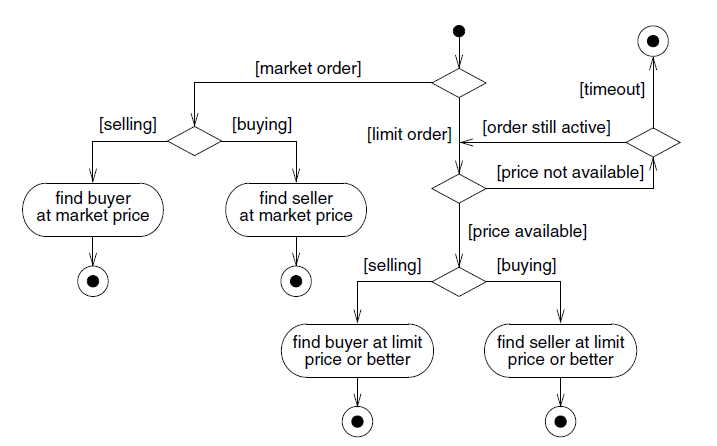 [market order]
[timeout]
[selling]
[buying]
[limit order]
[order still active]
[price not available]
find buyer
at market price
find seller
at market price
[price available]
[selling]
[buying]
find buyer at limit
price or better
find seller at limit
price or better